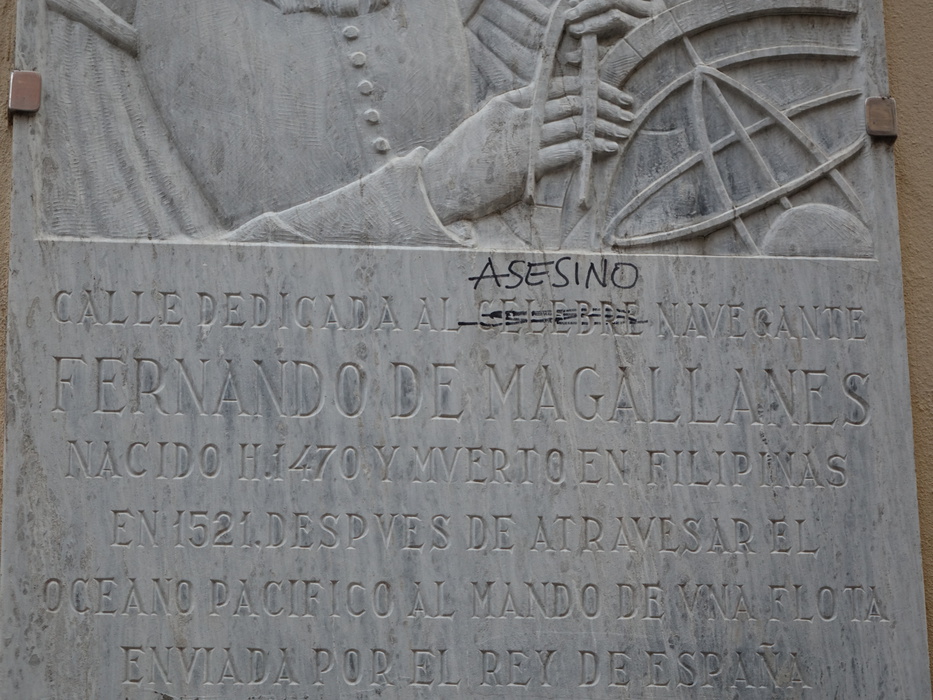 ASESINO
CALLE DEDICADA AL CELEBRE NAVEGANTE
FERNANDO DE MAGALLANES
NACIDO H.1470 Y MVERTO EN FILIPINAS
EN 1521.DESPVES DE ATRAVESAR EL
OCEANO PACIFICO AL MANDO DE VNA FLOTA
ENVIADA POR EL REY DE ESPAÑA